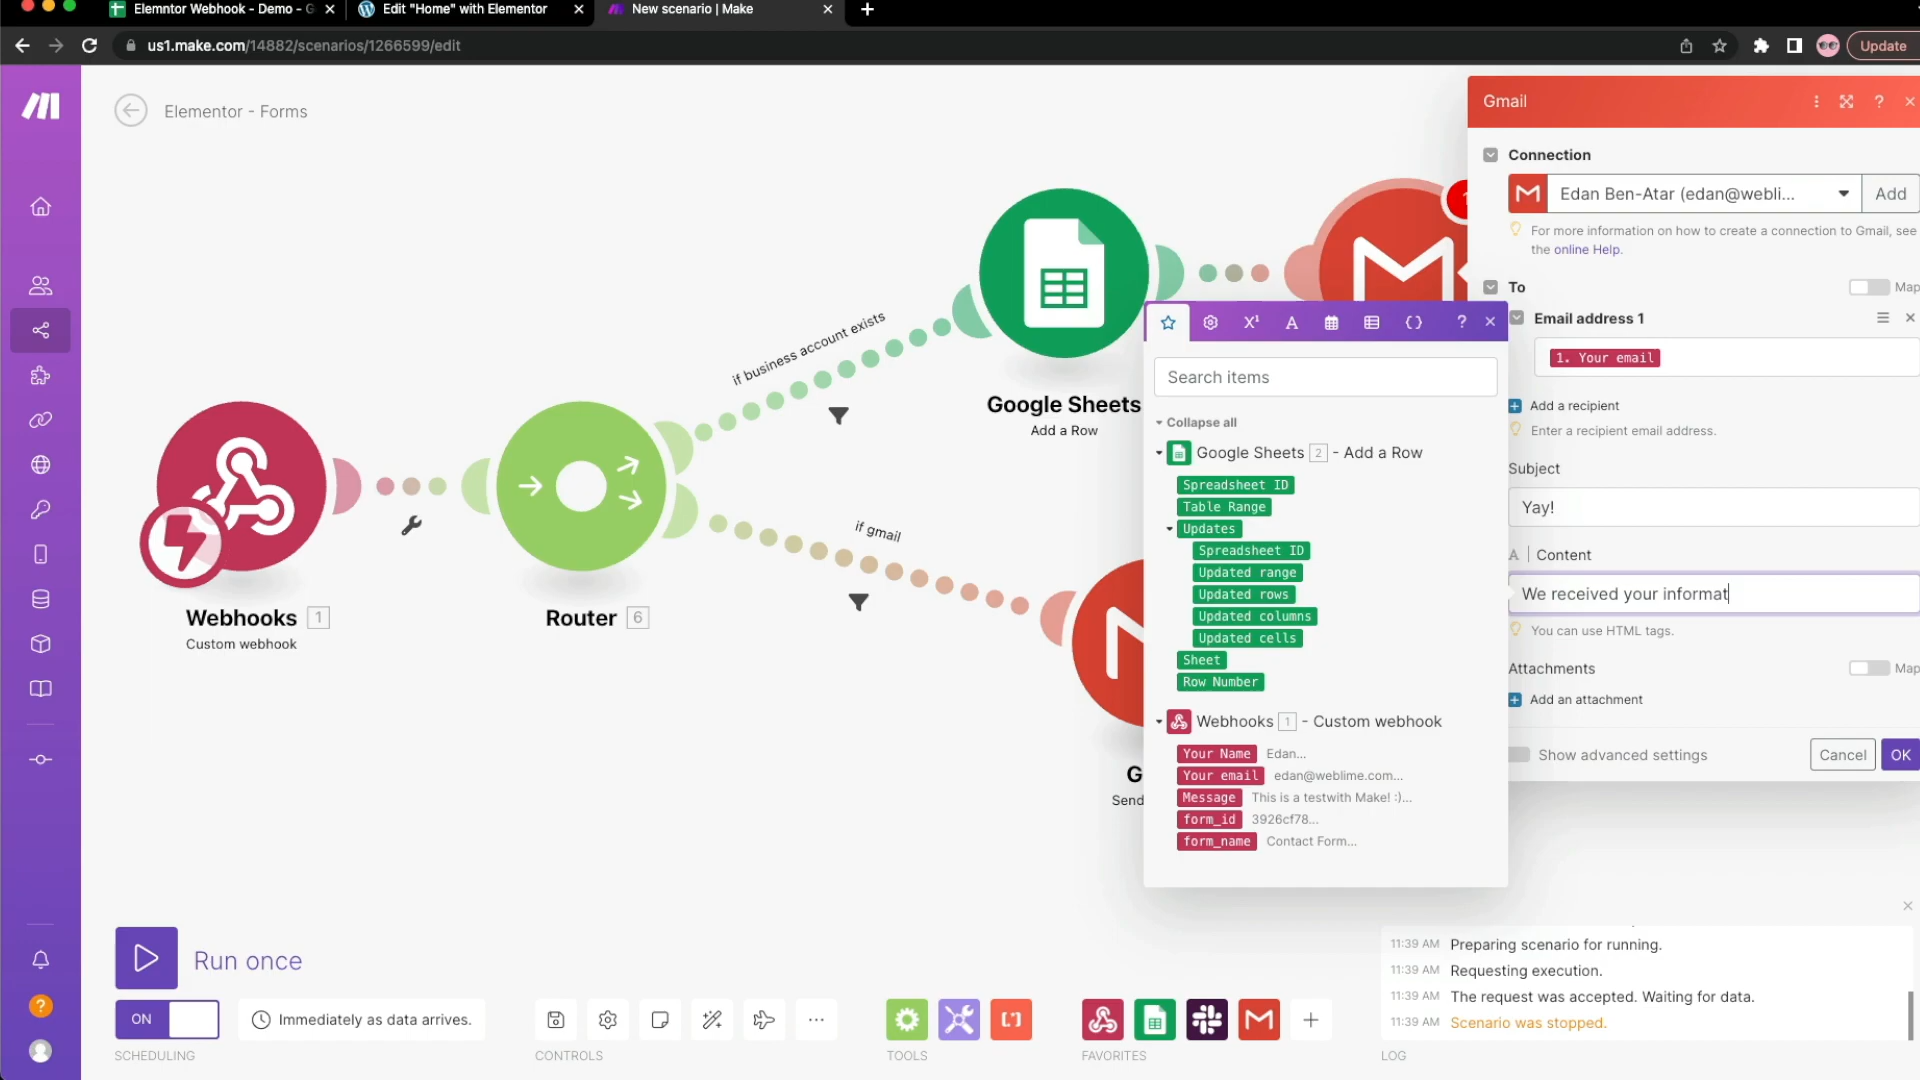 Elemntor Webhook - Demo - G
Edit "Home" with Elementor
New scenario | Make
us1.make.com/14882/scenarios/1266599/edit
Update
Elementor - Forms
Gmail
Connection
Edan Ben-Atar (edan@webli...
Add
For more information on how to create a connection to Gmail, see
the online Help.
To
Map
Email address 1
1. Your email
Add a recipient
Enter a recipient email address.
Subject
Yay!
A | Content
We received your informat
You can use HTML tags.
Attachments
Map
Add an attachment
Show advanced settings
Cancel
OK
if business account exists
Google Sheets
Add a Row
if gmail
Webhooks 1
Custom webhook
Router 6
G
Send
Search items
Collapse all
Google Sheets 2 - Add a Row
Spreadsheet ID
Table Range
Updates
Spreadsheet ID
Updated range
Updated rows
Updated columns
Updated cells
Sheet
Row Number
Webhooks 1 - Custom webhook
Your Name Edan...
Your email edan@weblime.com...
Message This is a testwith Make! :)...
form_id 3926cf78...
form_name Contact Form...
Run once
ON
Immediately as data arrives.
SCHEDULING
CONTROLS
TOOLS
FAVORITES
LOG
11:39 AM Preparing scenario for running.
11:39 AM Requesting execution.
11:39 AM The request was accepted. Waiting for data.
11:39 AM Scenario was stopped.